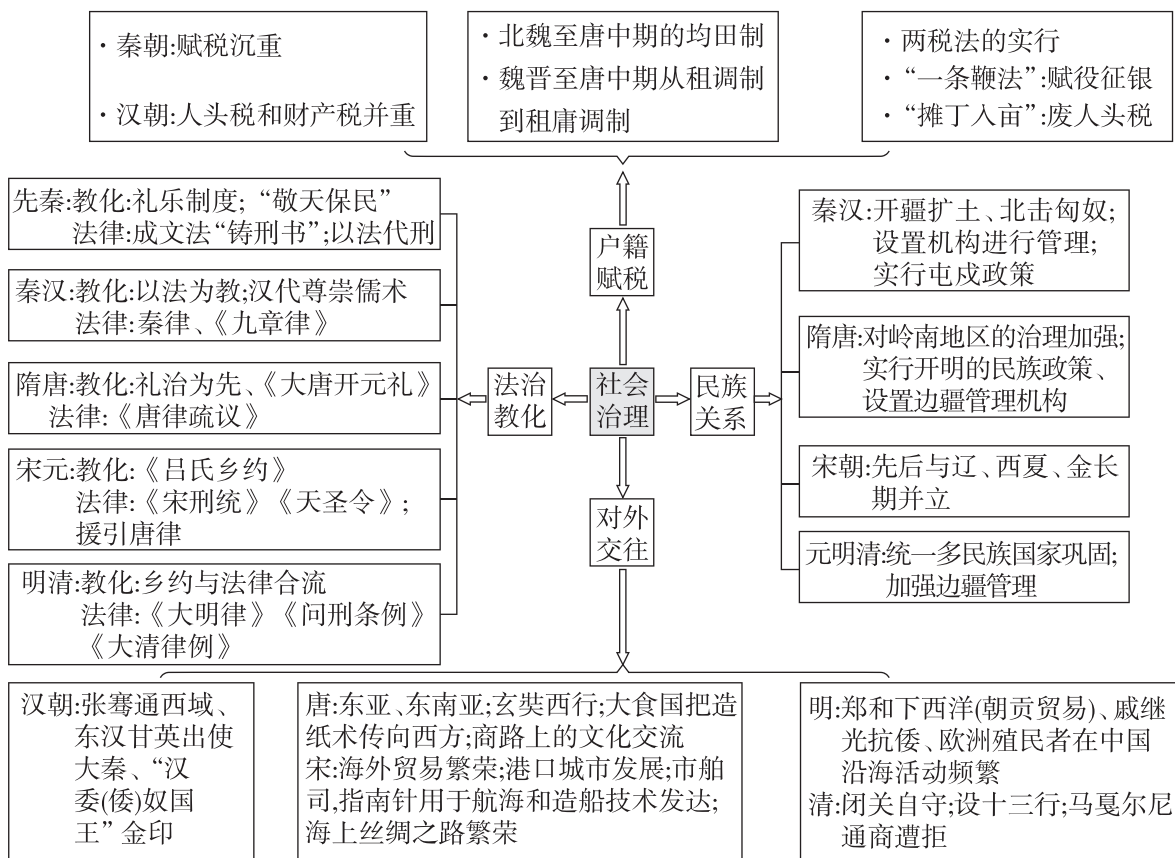 ·秦朝:赋税沉重
·汉朝:人头税和财产税并重
·北魏至唐中期的均田制
·魏晋至唐中期从租调制
到租庸调制
·两税法的实行
·“一条鞭法”:赋役征银
·“摊丁入亩”:废人头税
户籍
赋税
先秦:教化:礼乐制度; “敬天保民”
法律:成文法“铸刑书”;以法代刑
秦汉:教化:以法为教;汉代尊崇儒术
法律:秦律、《九章律》
隋唐:教化:礼治为先、《大唐开元礼》
法律:《唐律疏议》
宋元:教化:《吕氏乡约》
法律:《宋刑统》《天圣令》;
援引唐律
明清:教化:乡约与法律合流
法律:《大明律》《问刑条例》
《大清律例》
法治
教化
社会
治理
民族
关系
秦汉:开疆扩土、北击匈奴;
设置机构进行管理;
实行屯戍政策
隋唐:对岭南地区的治理加强;
实行开明的民族政策、
设置边疆管理机构
宋朝:先后与辽、西夏、金长
期并立
元明清:统一多民族国家巩固;
加强边疆管理
对外
交往
汉朝:张骞通西域、
东汉甘英出使
大秦、“汉
委(倭)奴国
王”金印
唐:东亚、东南亚;玄奘西行;大食国把造
纸术传向西方;商路上的文化交流
宋:海外贸易繁荣;港口城市发展;市舶
司,指南针用于航海和造船技术发达;
海上丝绸之路繁荣
明:郑和下西洋(朝贡贸易)、戚继
光抗倭、欧洲殖民者在中国
沿海活动频繁
清:闭关自守;设十三行;马戛尔尼
通商遭拒